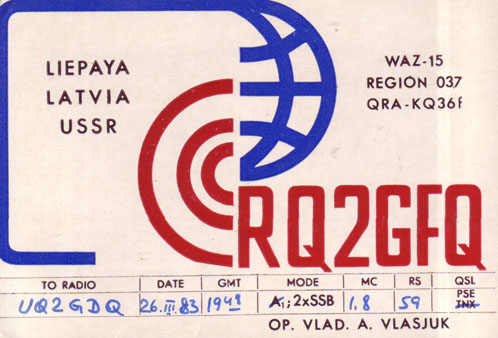 LIEPAYA
LATVIA
USSR
WAZ-15
REGION 037
QRA-KQ36f
RQ2GFQ
TO RADIO DATE GMT MODE MC RS QSL
UQ2GDQ 26.III.83 1948 A1; 2xSSB 1.8 59 PSE
TNX
OP. VLAD. A. VLASJUK